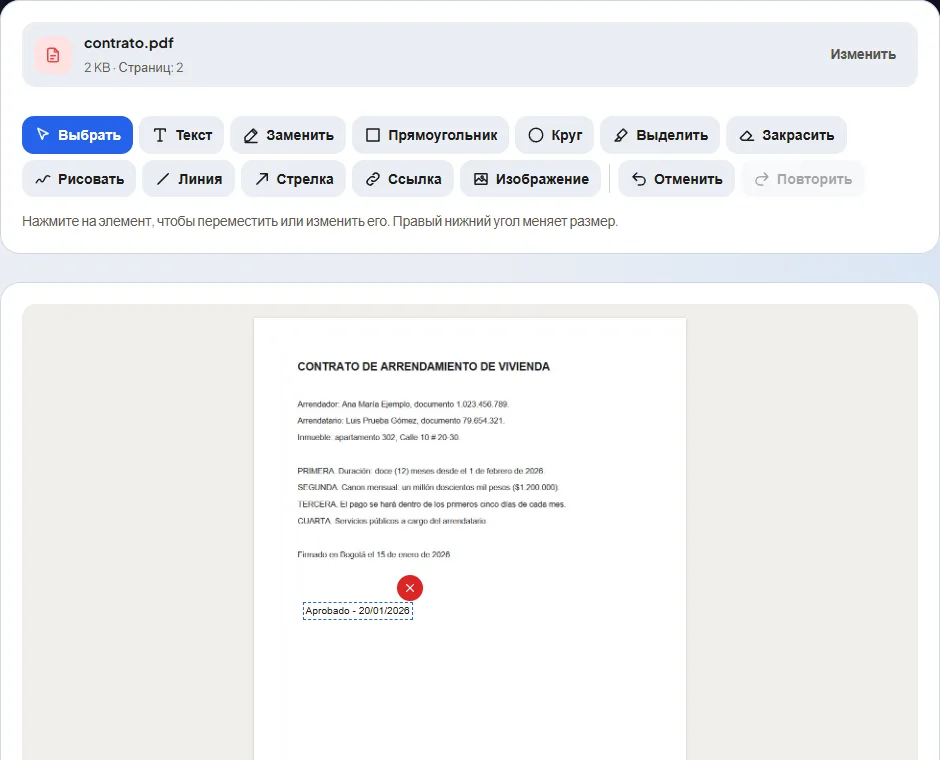 contrato.pdf
2 KB · Страниц: 2
Изменить
Выбрать
Текст
Заменить
Прямоугольник
Круг
Выделить
Закрасить
Рисовать
Линия
Стрелка
Ссылка
Изображение
Отменить
Повторить
Нажмите на элемент, чтобы переместить или изменить его. Правый нижний угол меняет размер.
CONTRATO DE ARRENDAMIENTO DE VIVIENDA
Arrendador: Ana María Ejemplo, documento 1.023.456.789.
Arrendatario: Luis Prueba Gómez, documento 79.654.321.
Inmueble: apartamento 302, Calle 10 # 20-30.
PRIMERA. Duración: doce (12) meses desde el 1 de febrero de 2026.
SEGUNDA. Canon mensual: un millón doscientos mil pesos ($1.200.000).
TERCERA. El pago se hará dentro de los primeros cinco días de cada mes.
CUARTA. Servicios públicos a cargo del arrendatario.
Firmado en Bogotá el 15 de enero de 2026.
Aprobado - 20/01/2026